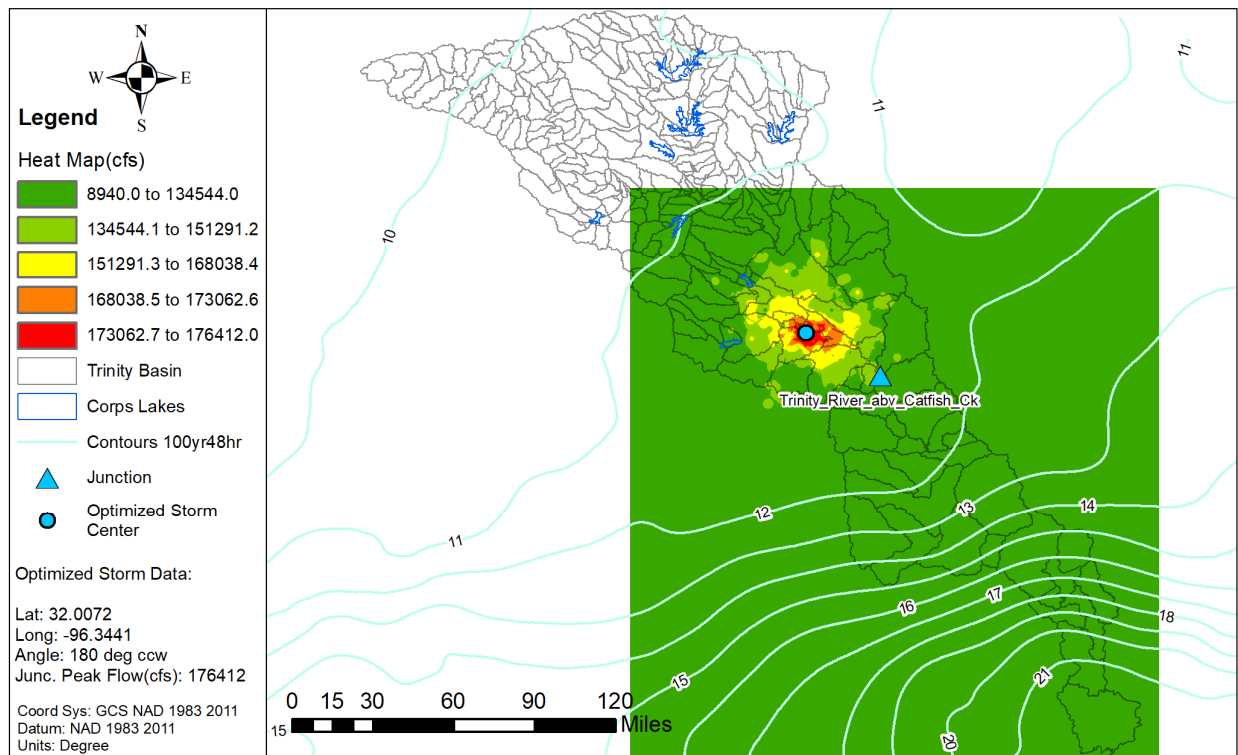 N
W E
S
Legend
Heat Map(cfs)
8940.0 to 134544.0
134544.1 to 151291.2
151291.3 to 168038.4
168038.5 to 173062.6
173062.7 to 176412.0
Trinity Basin
Corps Lakes
Contours 100yr48hr
Junction
Optimized Storm
Center
Optimized Storm Data:
Lat: 32.0072
Long: -96.3441
Angle: 180 deg ccw
Junc. Peak Flow(cfs): 176412
Coord Sys: GCS NAD 1983 2011
Datum: NAD 1983 2011
Units: Degree
11
11
10
Trinity_River_abv_Catfish_Ck
12
13
14
11
16
17
18
15
21
20
0 15 30 60 90 120
Miles
15